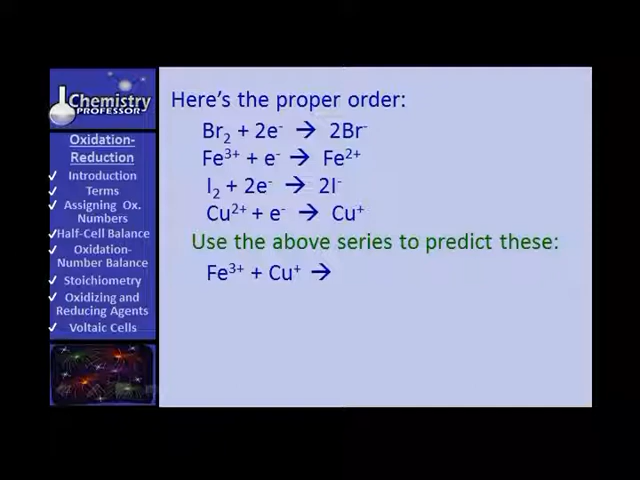 Chemistry
PROFESSOR
Oxidation-
Reduction
✓ Introduction
✓ Terms
✓ Assigning Ox.
Numbers
✓ Half-Cell Balance
✓ Oxidation-
Number Balance
✓ Stoichiometry
✓ Oxidizing and
Reducing Agents
✓ Voltaic Cells
Here's the proper order:
Br₂ + 2e⁻ → 2Br⁻
Fe³⁺ + e⁻ → Fe²⁺
I₂ + 2e⁻ → 2I⁻
Cu²⁺ + e⁻ → Cu⁺
Use the above series to predict these:
Fe³⁺ + Cu⁺ →